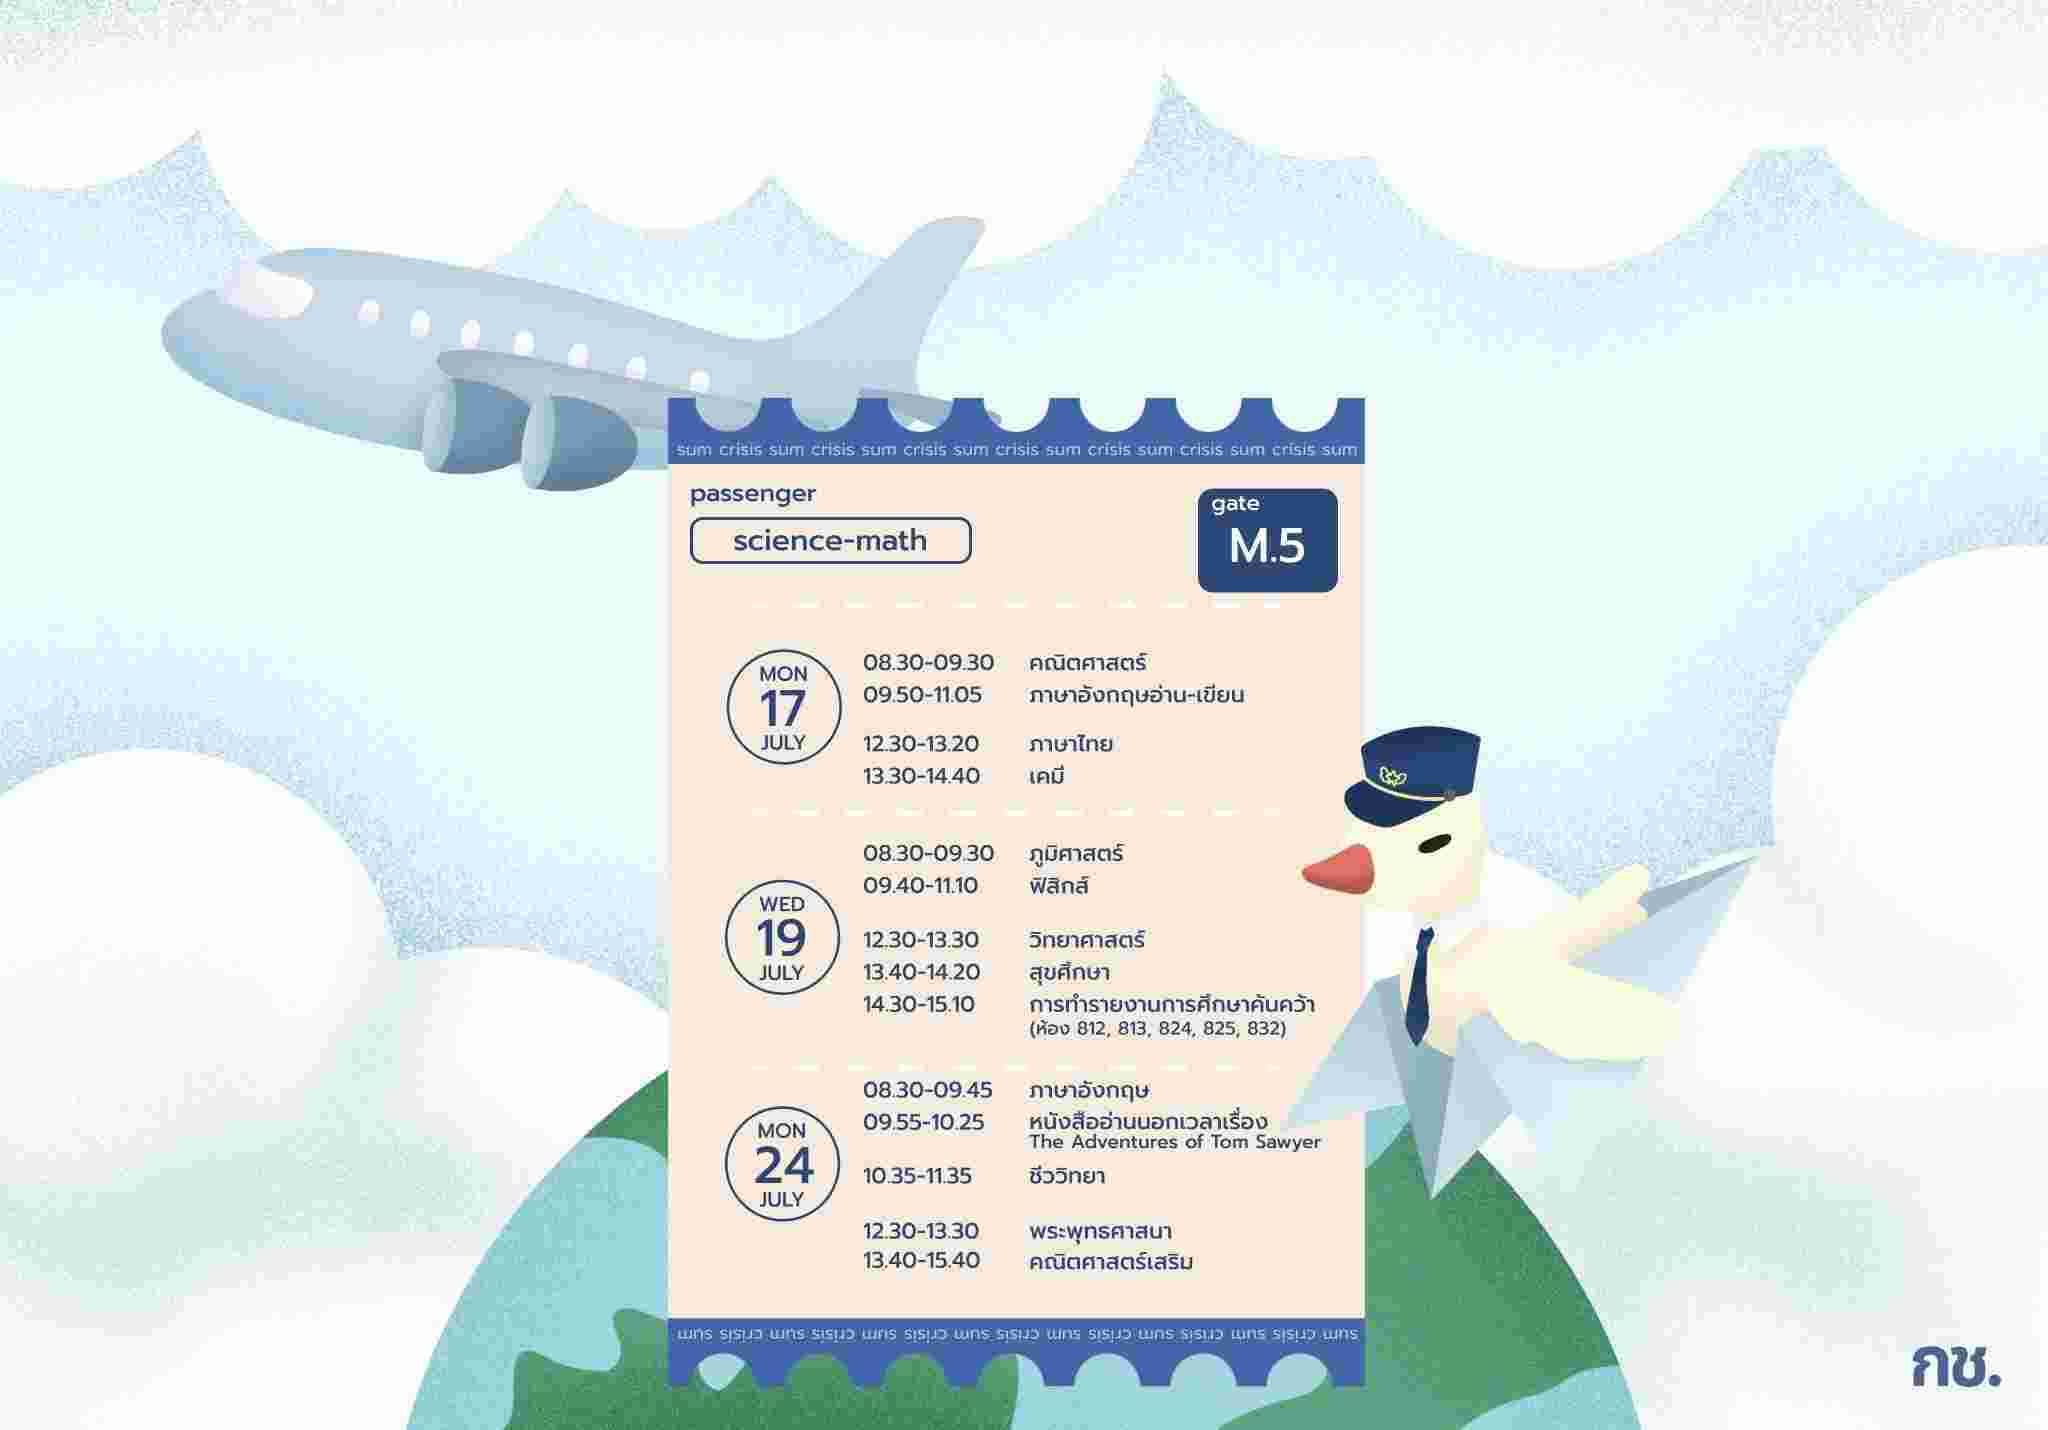 sum crisis sum crisis sum crisis sum crisis sum crisis sum crisis sum crisis sum
passenger
science-math
gate
M.5
MON
17
JULY
08.30-09.30 คณิตศาสตร์
09.50-11.05 ภาษาอังกฤษอ่าน-เขียน
12.30-13.20 ภาษาไทย
13.30-14.40 เคมี
WED
19
JULY
08.30-09.30 ภูมิศาสตร์
09.40-11.10 ฟิสิกส์
12.30-13.30 วิทยาศาสตร์
13.40-14.20 สุขศึกษา
14.30-15.10 การทำรายงานการศึกษาค้นคว้า
(ห้อง 812, 813, 824, 825, 832)
MON
24
JULY
08.30-09.45 ภาษาอังกฤษ
09.55-10.25 หนังสืออ่านนอกเวลาเรื่อง
The Adventures of Tom Sawyer
10.35-11.35 ชีววิทยา
12.30-13.30 พระพุทธศาสนา
13.40-15.40 คณิตศาสตร์เสริม
sum crisis sum crisis sum crisis sum crisis sum crisis sum crisis sum crisis sum
กช.